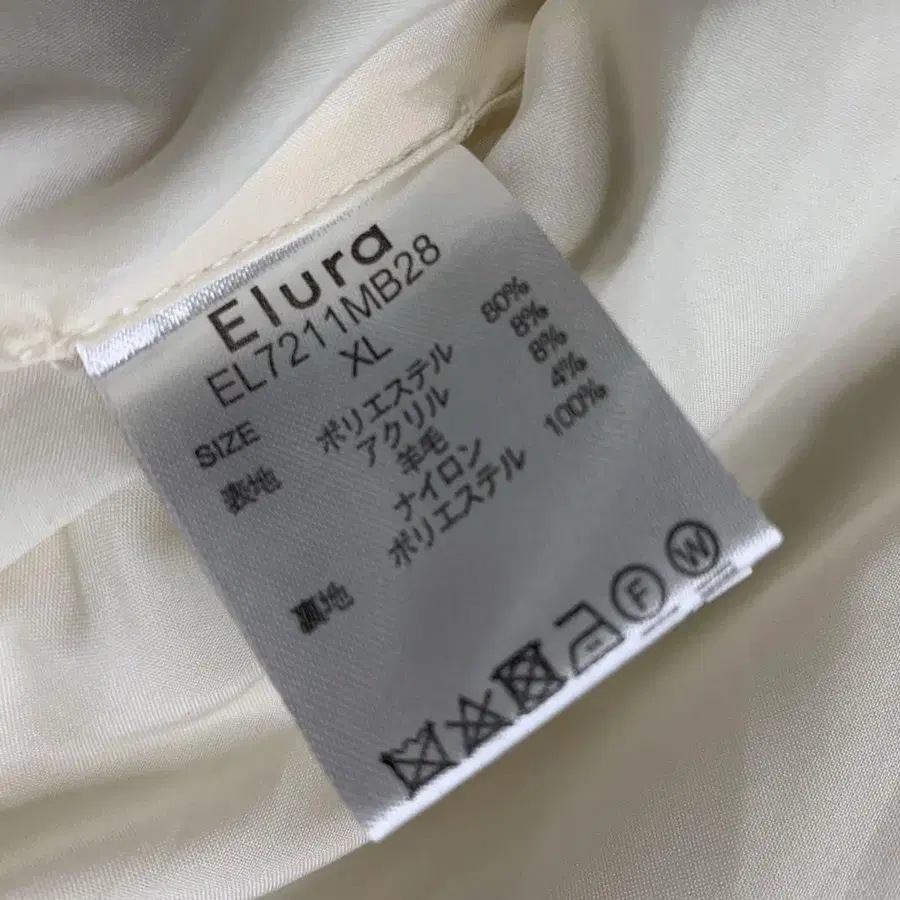 Elura
EL7211MB28
SIZE XL
表地 ポリエステル 80%
アクリル 8%
羊毛 8%
ナイロン 4%
裏地 ポリエステル 100%
F W